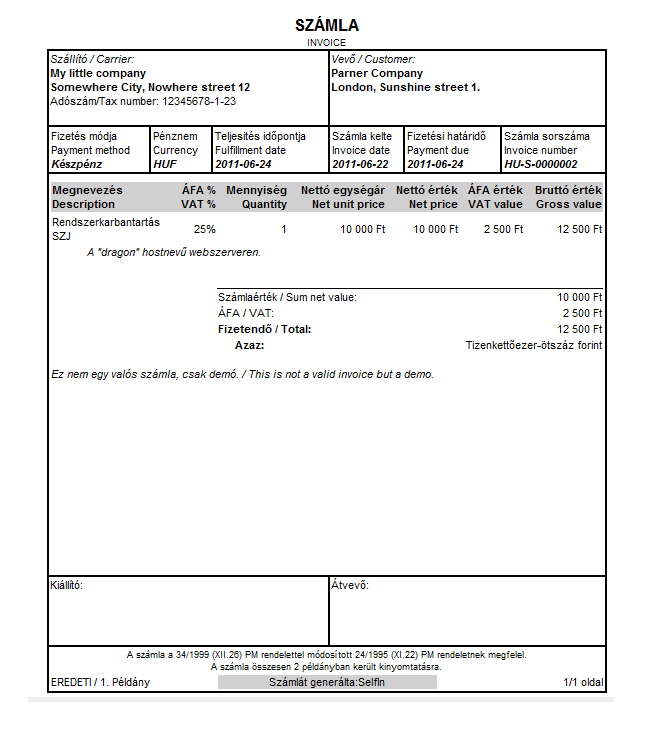 SZÁMLA
INVOICE
Szállító / Carrier:
My little company
Somewhere City, Nowhere street 12
Adószám/Tax number: 12345678-1-23
Vevő / Customer:
Parner Company
London, Sunshine street 1.
Fizetés módja Pénznem Teljesítés időpontja Számla kelte Fizetési határidő Számla sorszáma
Payment method Currency Fulfillment date Invoice date Payment due Invoice number
Készpénz HUF 2011-06-24 2011-06-22 2011-06-24 HU-S-0000002
Megnevezés ÁFA % Mennyiség Nettó egységár Nettó érték ÁFA érték Bruttó érték
Description VAT % Quantity Net unit price Net price VAT value Gross value
Rendszerkarbantartás
SZJ 25% 1 10 000 Ft 10 000 Ft 2 500 Ft 12 500 Ft
A "dragon" hostnevű webszerveren.
Számlaérték / Sum net value: 10 000 Ft
ÁFA / VAT: 2 500 Ft
Fizetendő / Total: 12 500 Ft
Azaz: Tizenkettőezer-ötszáz forint
Ez nem egy valós számla, csak demó. / This is not a valid invoice but a demo.
Kiállító: Átvevő:
A számla a 34/1999 (XII.26) PM rendelettel módosított 24/1995 (XI.22) PM rendeletnek megfelel.
A számla összesen 2 példányban került kinyomtatásra.
EREDETI / 1. Példány Számlát generálta:SelfIn 1/1 oldal